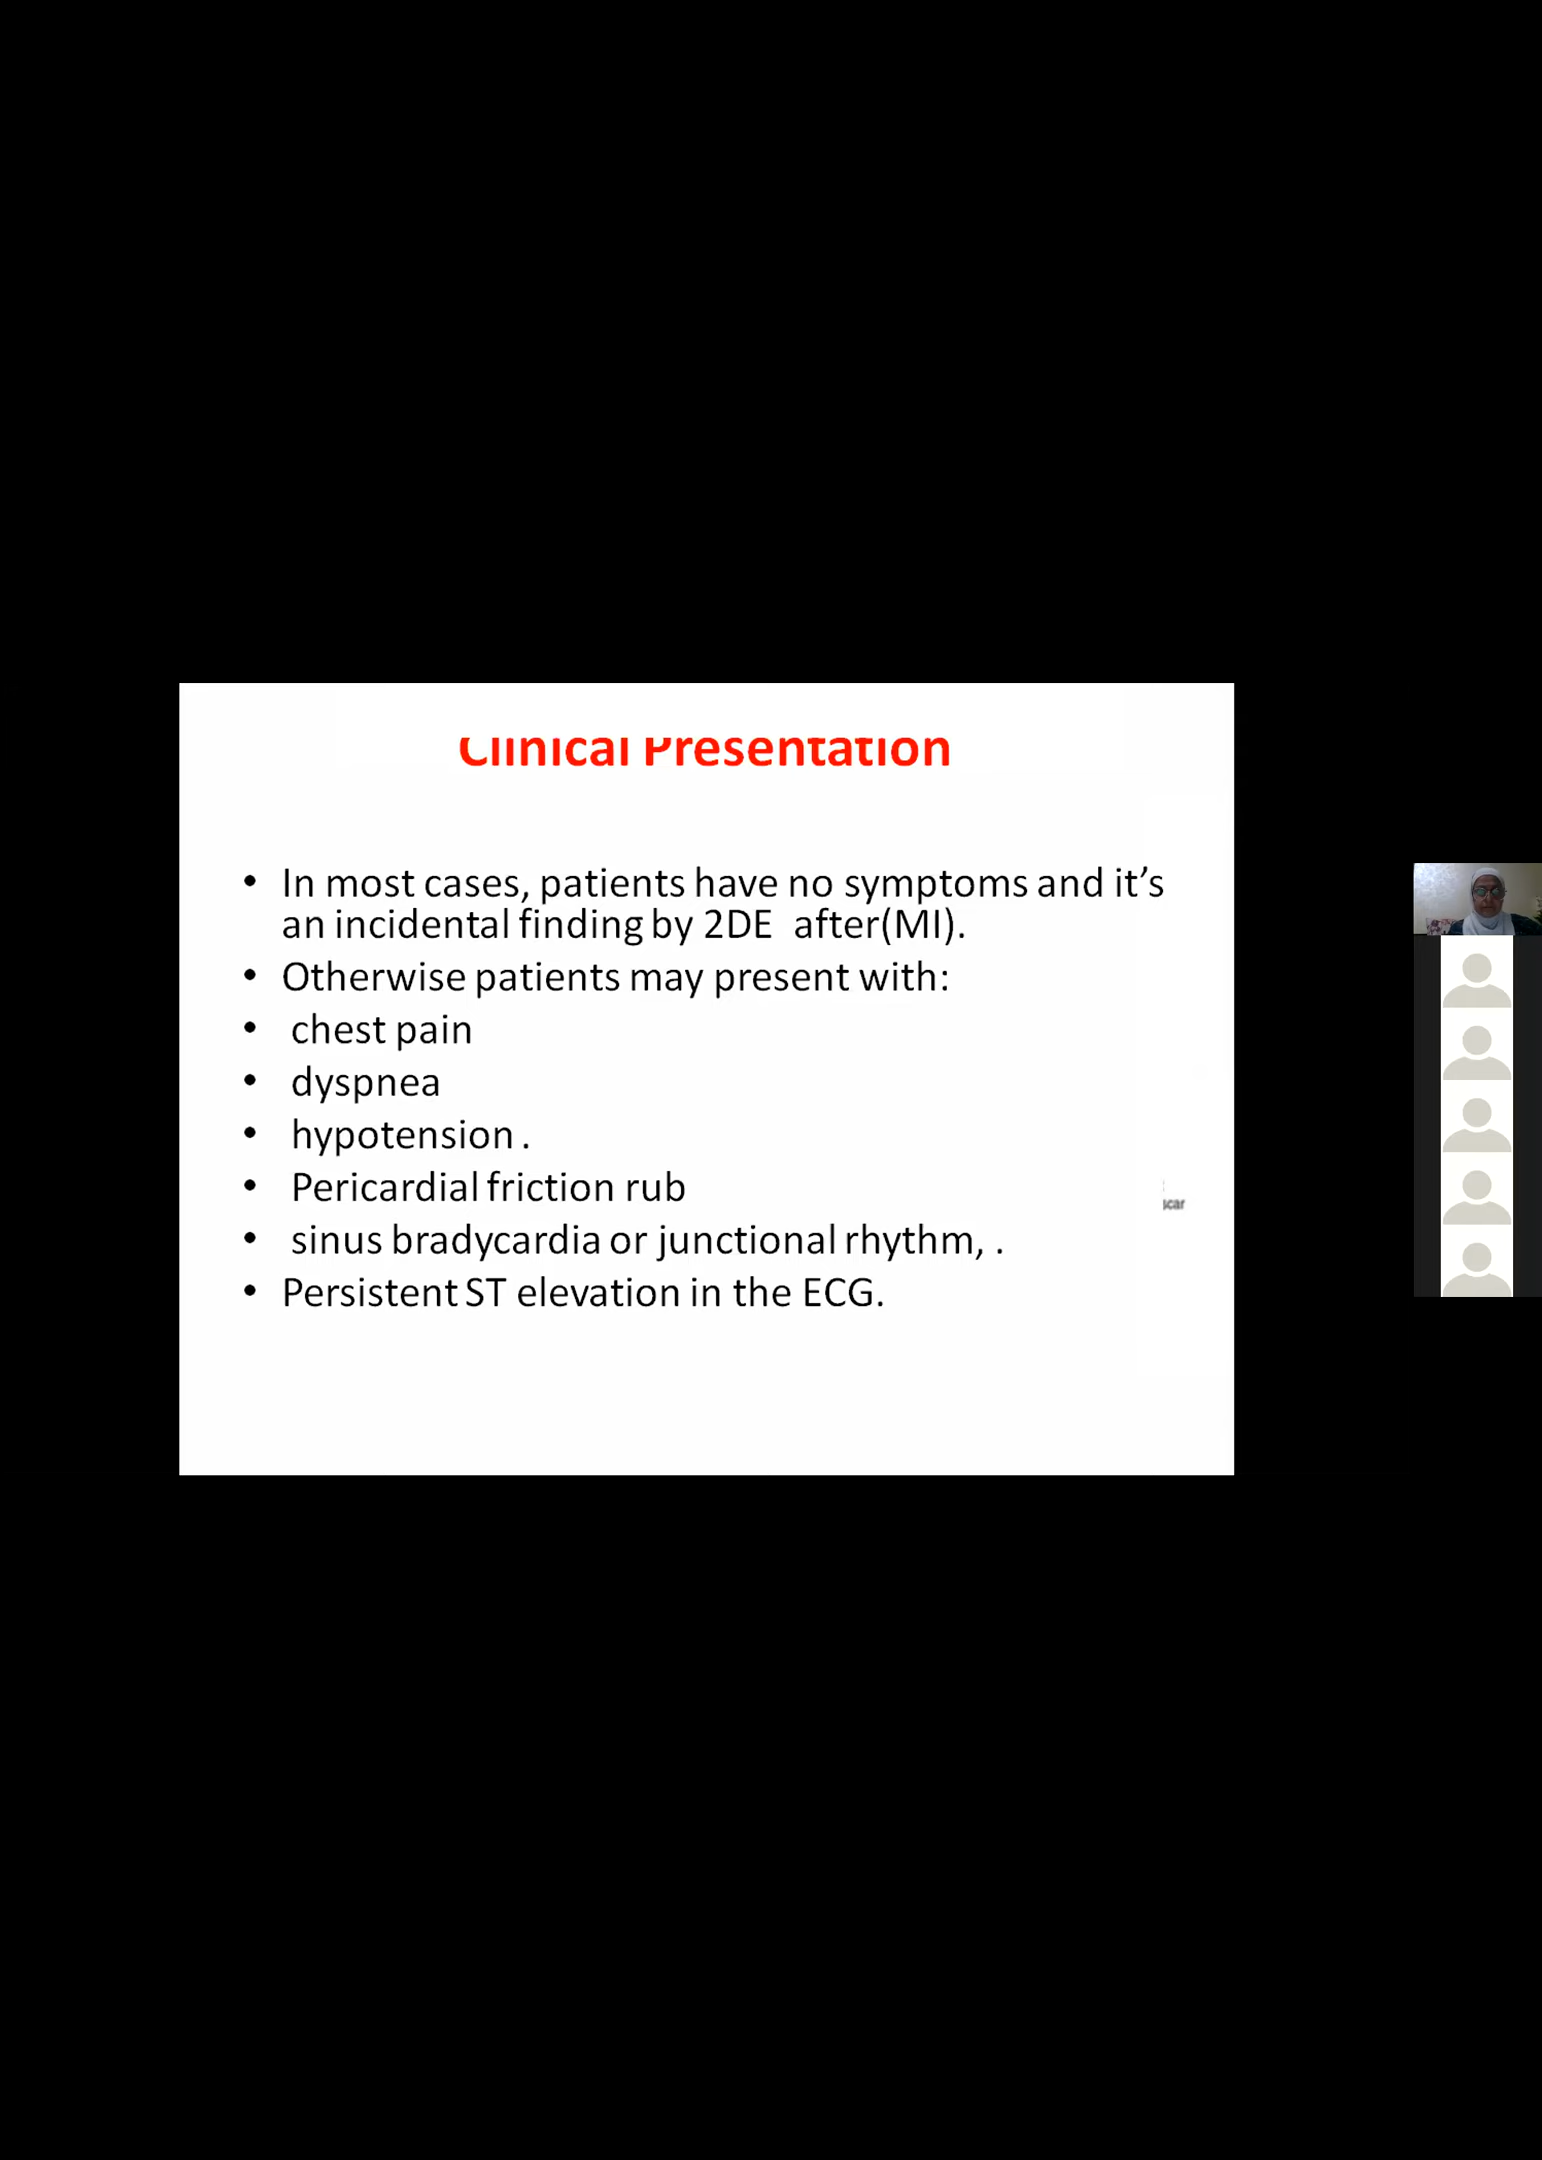 Clinical Presentation
• In most cases, patients have no symptoms and it’s
an incidental finding by 2DE after(MI).
• Otherwise patients may present with:
• chest pain
• dyspnea
• hypotension .
• Pericardial friction rub
• sinus bradycardia or junctional rhythm, .
• Persistent ST elevation in the ECG.
scar